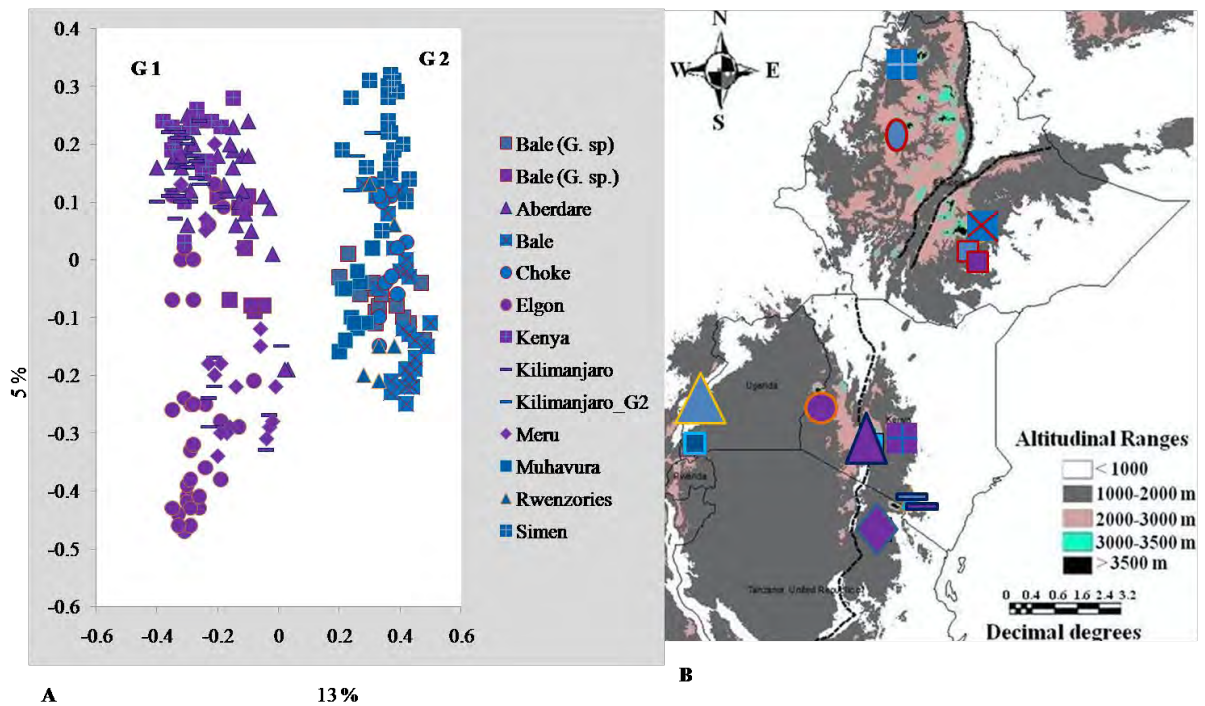 0.4
0.3
0.2
0.1
0
-0.1
-0.2
-0.3
-0.4
-0.5
-0.6
5 %
G 1
G 2
-0.6
-0.4
-0.2
0
0.2
0.4
0.6
13 %
A
Bale (G. sp)
Bale (G. sp.)
Aberdare
Bale
Choke
Elgon
Kenya
Kilimanjaro
Kilimanjaro_G2
Meru
Muhavura
Rwenzories
Simen
N
W
E
S
Uganda
Rwanda
Tanzania, United Republic of
Altitudinal Ranges
< 1000
1000-2000 m
2000-3000 m
3000-3500 m
> 3500 m
0 0.4 0.6 1.6 2.4 3.2
Decimal degrees
B